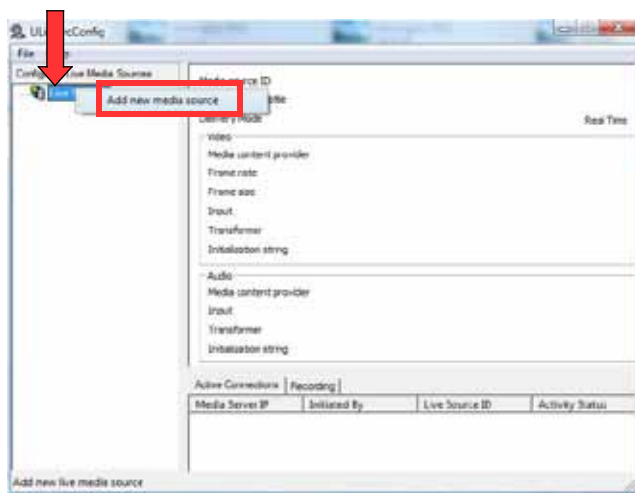 File
Live Media Sources
Add new media source
Media source ID
Delivery Mode
Real Time
Video
Media content provider
Frame rate
Frame size
Input
Transformer
Initialization string
Audio
Media content provider
Input
Transformer
Initialization string
Active Connections Recording
Media Server IP Initiated By Live Source ID Activity Status
Add new live media source